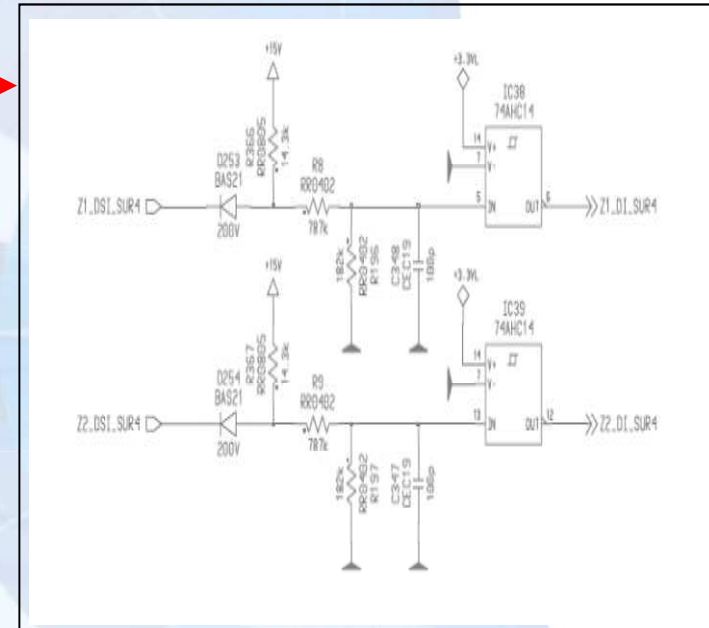 +15V
R366
RR0805
14.3k
D253
BAS21
Z1_DSI_SUR4
200V
R8
RR0402
787k
182k
RR0402
R196
C348
CEC19
100p
+3.3VL
IC38
74AHC14
14
V+
7
V-
5
IN
OUT
6
Z1_DI_SUR4
+15V
R367
RR0805
14.3k
D254
BAS21
Z2_DSI_SUR4
200V
R9
RR0402
787k
182k
RR0402
R197
C347
CEC19
100p
+3.3VL
IC39
74AHC14
14
V+
7
V-
13
IN
OUT
12
Z2_DI_SUR4